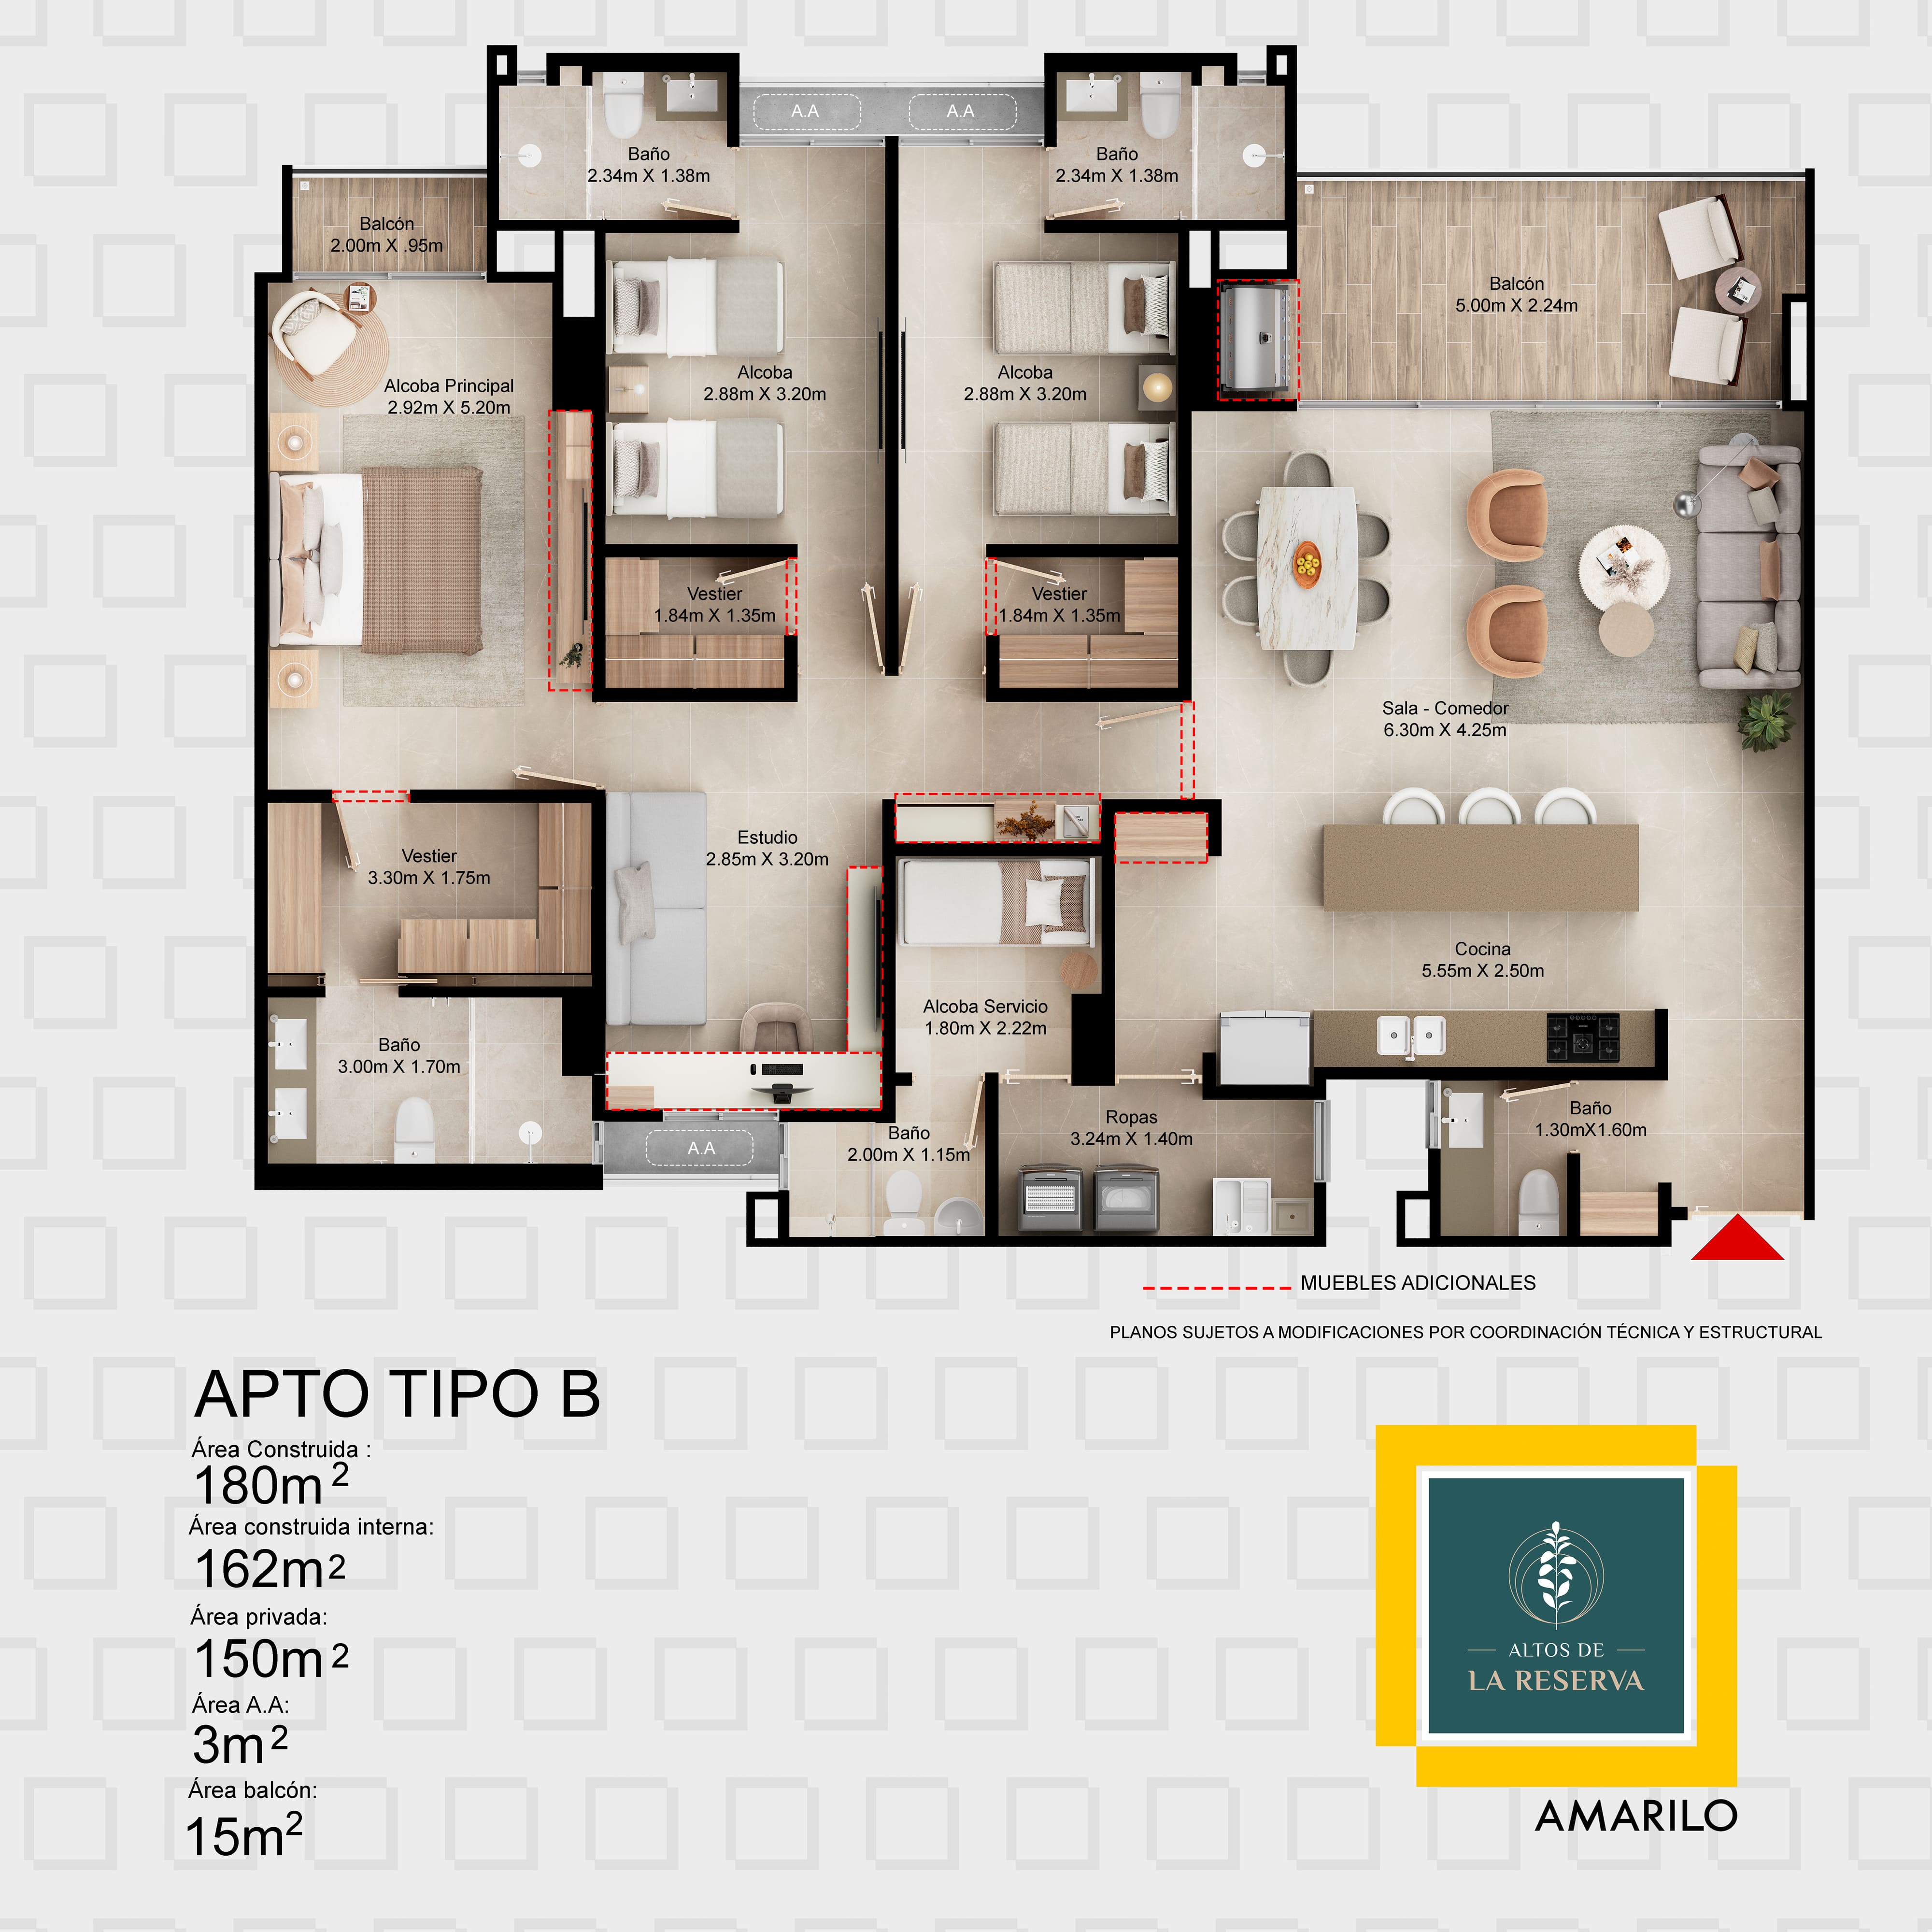 A.A
A.A
Baño
2.34m X 1.38m
Baño
2.34m X 1.38m
Balcón
2.00m X .95m
Balcón
5.00m X 2.24m
Alcoba Principal
2.92m X 5.20m
Alcoba
2.88m X 3.20m
Alcoba
2.88m X 3.20m
Vestier
1.84m X 1.35m
Vestier
1.84m X 1.35m
Sala - Comedor
6.30m X 4.25m
Vestier
3.30m X 1.75m
Estudio
2.85m X 3.20m
Cocina
5.55m X 2.50m
Alcoba Servicio
1.80m X 2.22m
Baño
3.00m X 1.70m
A.A
Baño
2.00m X 1.15m
Ropas
3.24m X 1.40m
Baño
1.30mX1.60m
MUEBLES ADICIONALES
PLANOS SUJETOS A MODIFICACIONES POR COORDINACIÓN TÉCNICA Y ESTRUCTURAL
APTO TIPO B
Área Construida :
180m²
Área construida interna:
162m2
Área privada:
150m²
Área A.A:
3m²
Área balcón:
15m²
ALTOS DE
LA RESERVA
AMARILO